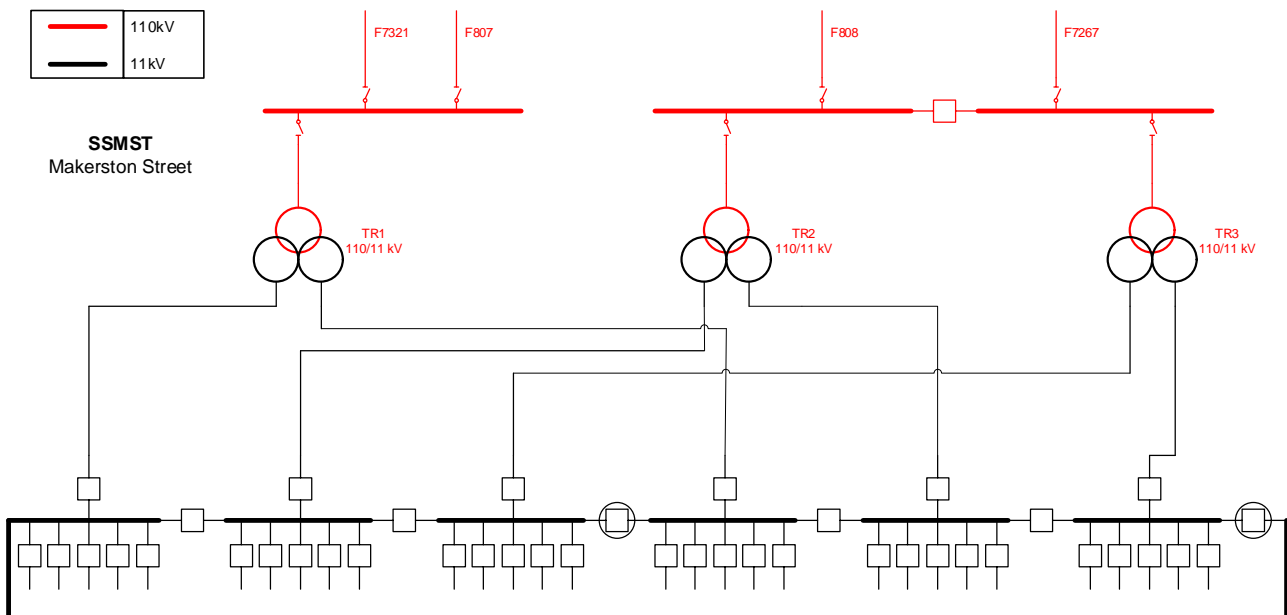 110kV
11kV
SSMST
Makerston Street
F7321
F807
F808
F7267
TR1
110/11 kV
TR2
110/11 kV
TR3
110/11 kV